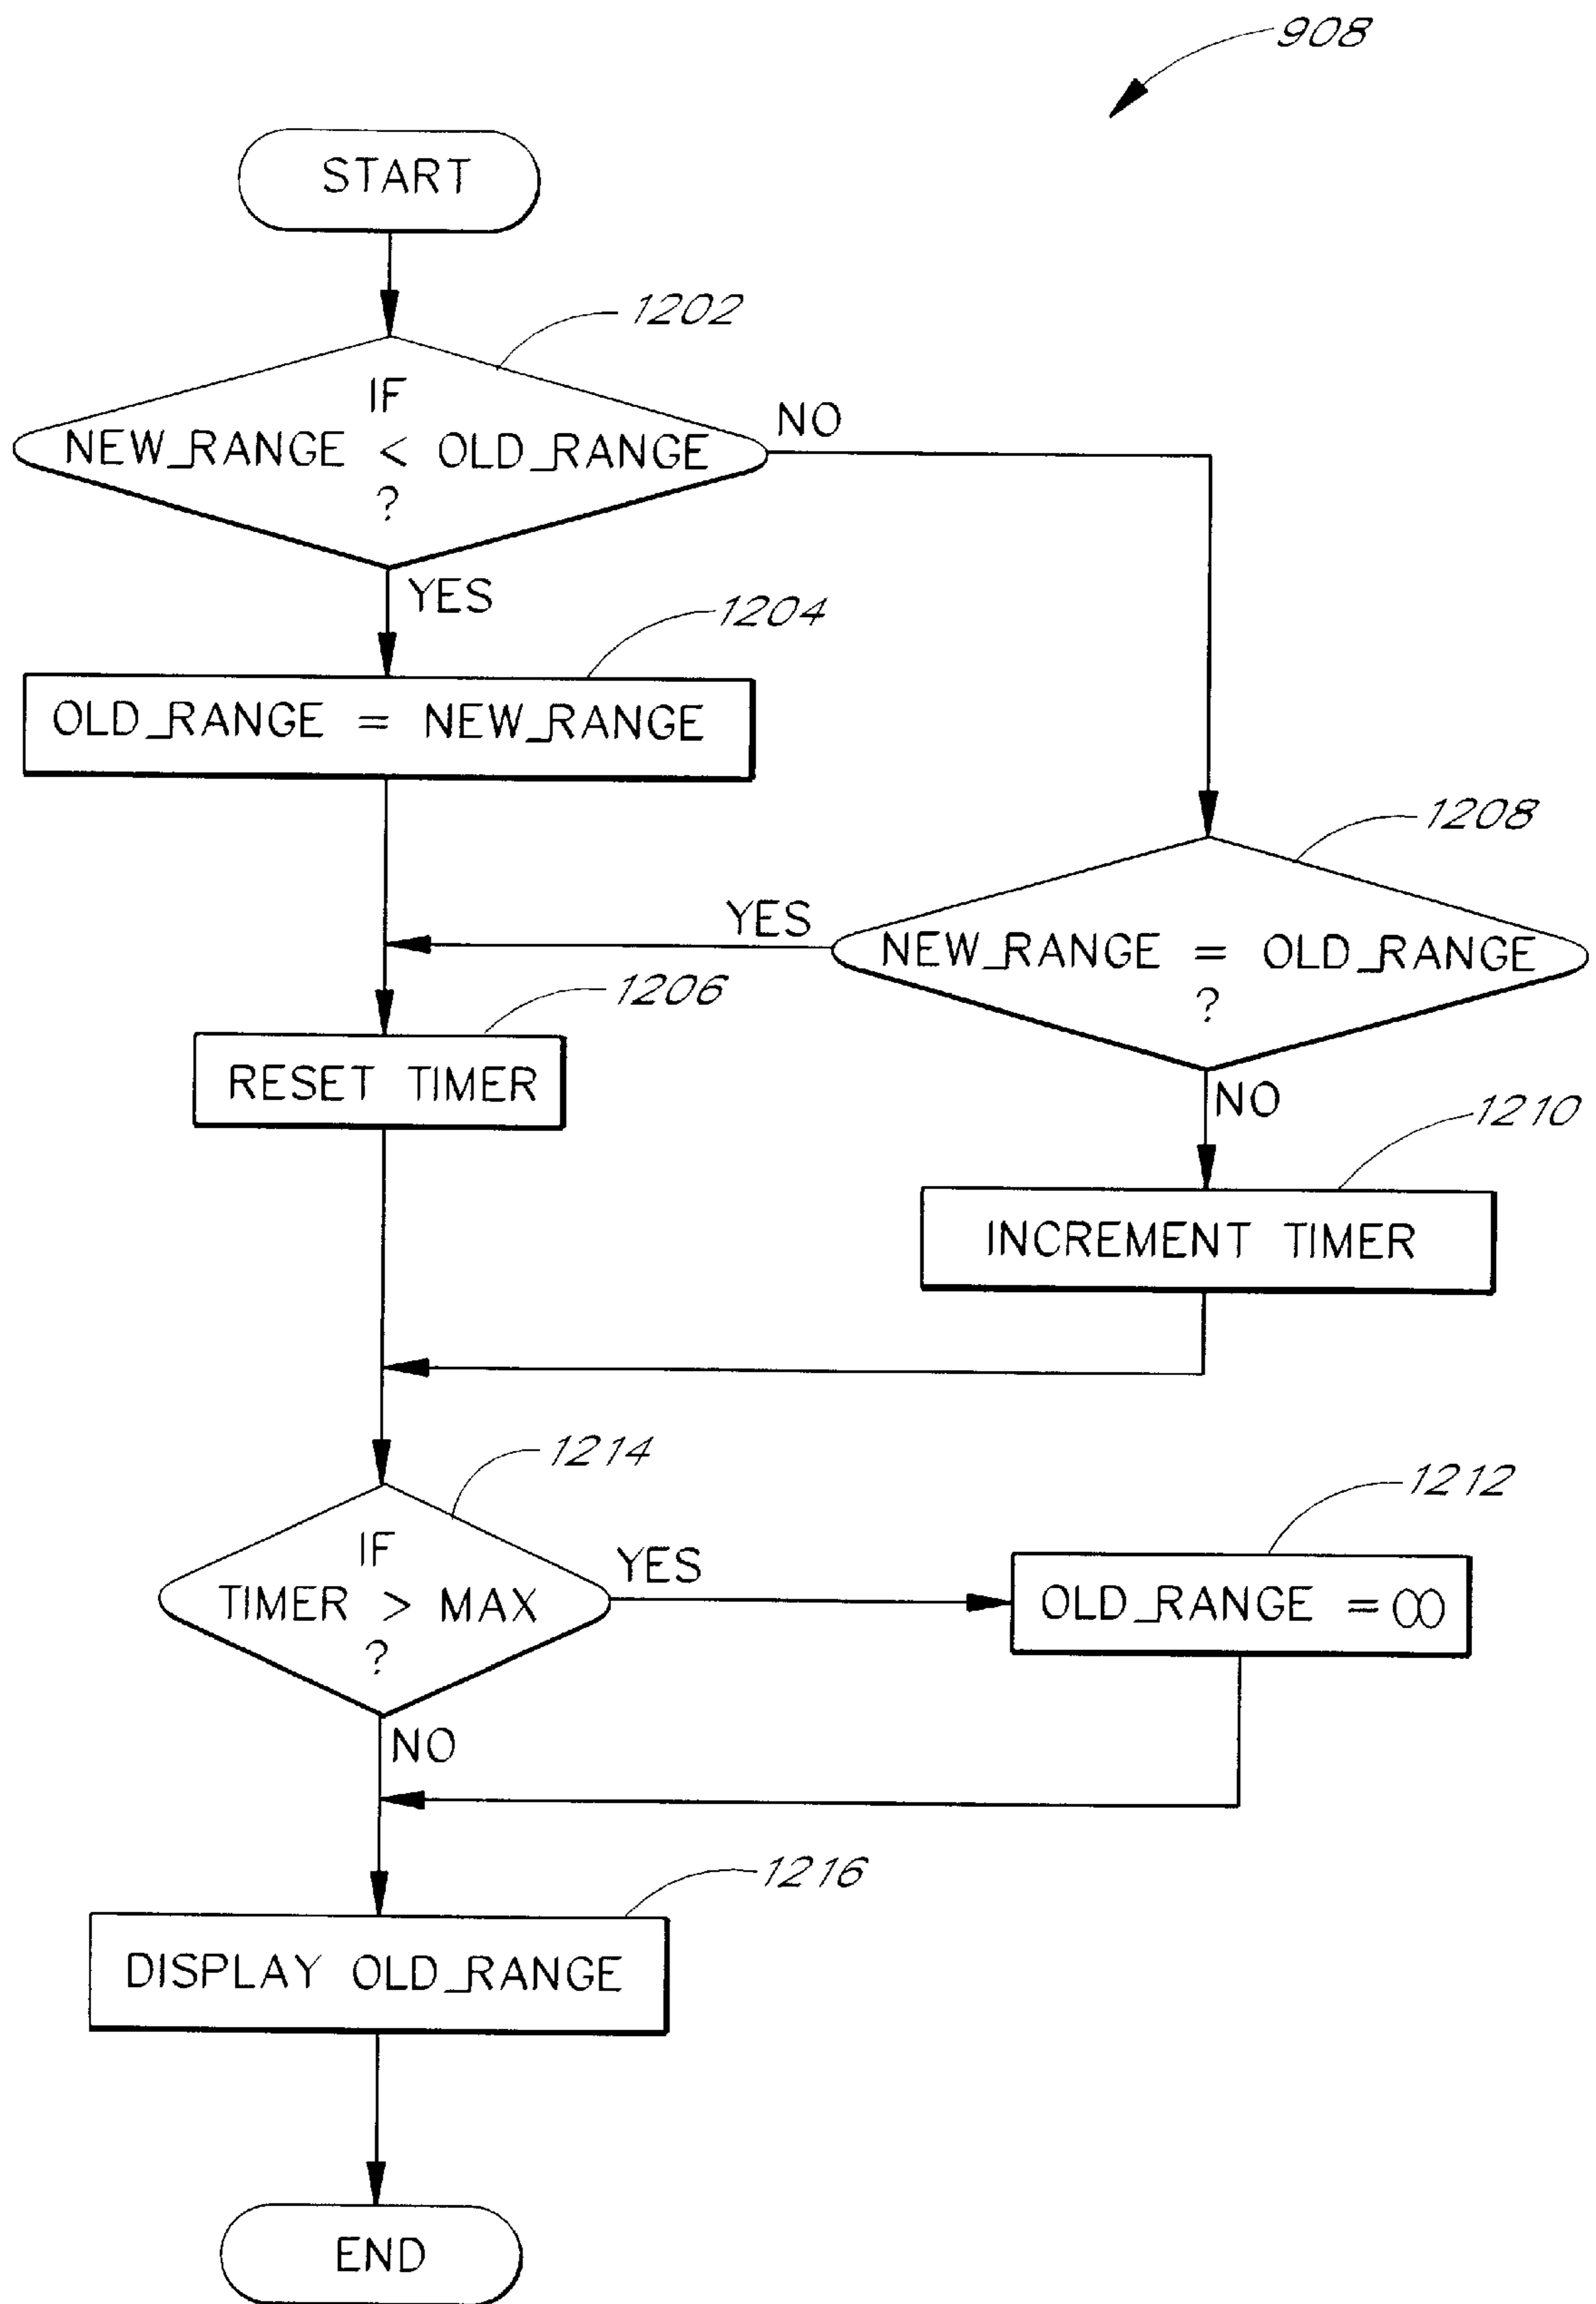 908
START
1202
IF
NEW_RANGE < OLD_RANGE
?
NO
YES
1204
OLD_RANGE = NEW_RANGE
1208
YES
NEW_RANGE = OLD_RANGE
?
1206
RESET TIMER
NO
1210
INCREMENT TIMER
1214
IF
TIMER > MAX
?
YES
1212
OLD_RANGE = ∞
NO
1216
DISPLAY OLD_RANGE
END